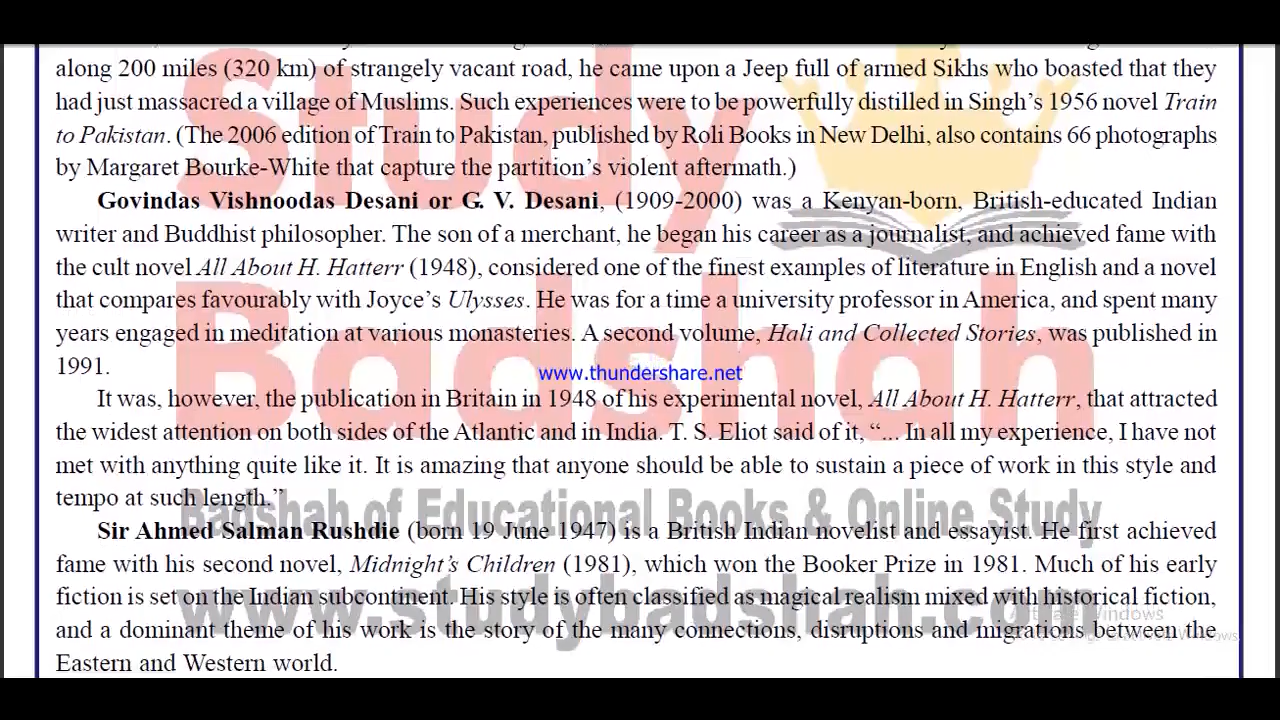 along 200 miles (320 km) of strangely vacant road, he came upon a Jeep full of armed Sikhs who boasted that they
had just massacred a village of Muslims. Such experiences were to be powerfully distilled in Singh’s 1956 novel Train
to Pakistan. (The 2006 edition of Train to Pakistan, published by Roli Books in New Delhi, also contains 66 photographs
by Margaret Bourke-White that capture the partition’s violent aftermath.)
Govindas Vishnoodas Desani or G. V. Desani, (1909-2000) was a Kenyan-born, British-educated Indian
writer and Buddhist philosopher. The son of a merchant, he began his career as a journalist, and achieved fame with
the cult novel All About H. Hatterr (1948), considered one of the finest examples of literature in English and a novel
that compares favourably with Joyce’s Ulysses. He was for a time a university professor in America, and spent many
years engaged in meditation at various monasteries. A second volume, Hali and Collected Stories, was published in
1991.
www.thundershare.net
It was, however, the publication in Britain in 1948 of his experimental novel, All About H. Hatterr, that attracted
the widest attention on both sides of the Atlantic and in India. T. S. Eliot said of it, “... In all my experience, I have not
met with anything quite like it. It is amazing that anyone should be able to sustain a piece of work in this style and
tempo at such length.”
Sir Ahmed Salman Rushdie (born 19 June 1947) is a British Indian novelist and essayist. He first achieved
fame with his second novel, Midnight’s Children (1981), which won the Booker Prize in 1981. Much of his early
fiction is set on the Indian subcontinent. His style is often classified as magical realism mixed with historical fiction,
and a dominant theme of his work is the story of the many connections, disruptions and migrations between the
Eastern and Western world.
Study
Badshah
Badshah of Educational Books & Online Study
www.studybadshah.com